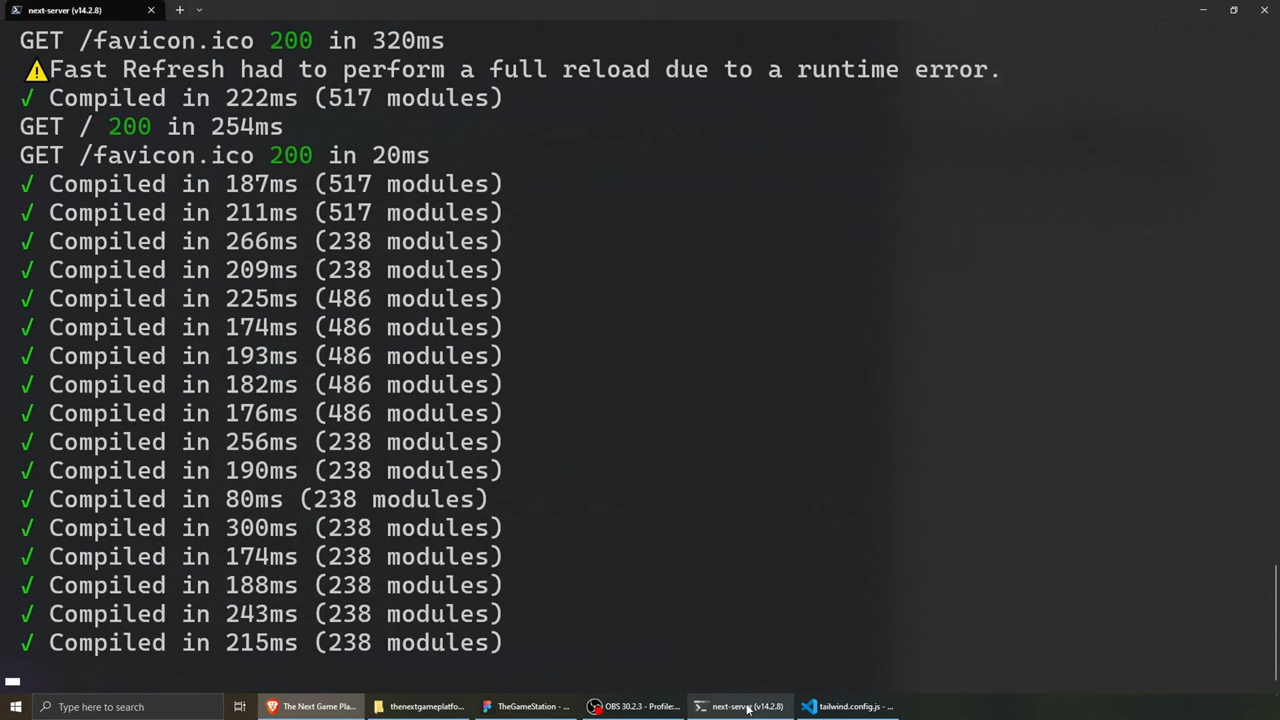 next-server (v14.2.8)
GET /favicon.ico 200 in 320ms
⚠Fast Refresh had to perform a full reload due to a runtime error.
✓ Compiled in 222ms (517 modules)
GET / 200 in 254ms
GET /favicon.ico 200 in 20ms
✓ Compiled in 187ms (517 modules)
✓ Compiled in 211ms (517 modules)
✓ Compiled in 266ms (238 modules)
✓ Compiled in 209ms (238 modules)
✓ Compiled in 225ms (486 modules)
✓ Compiled in 174ms (486 modules)
✓ Compiled in 193ms (486 modules)
✓ Compiled in 182ms (486 modules)
✓ Compiled in 176ms (486 modules)
✓ Compiled in 256ms (238 modules)
✓ Compiled in 190ms (238 modules)
✓ Compiled in 80ms (238 modules)
✓ Compiled in 300ms (238 modules)
✓ Compiled in 174ms (238 modules)
✓ Compiled in 188ms (238 modules)
✓ Compiled in 243ms (238 modules)
✓ Compiled in 215ms (238 modules)
Type here to search The Next Game Pla... thenextgameplatfo... TheGameStation - ... OBS 30.2.3 - Profile:... next-server (v14.2.8) tailwind.config.js - ...